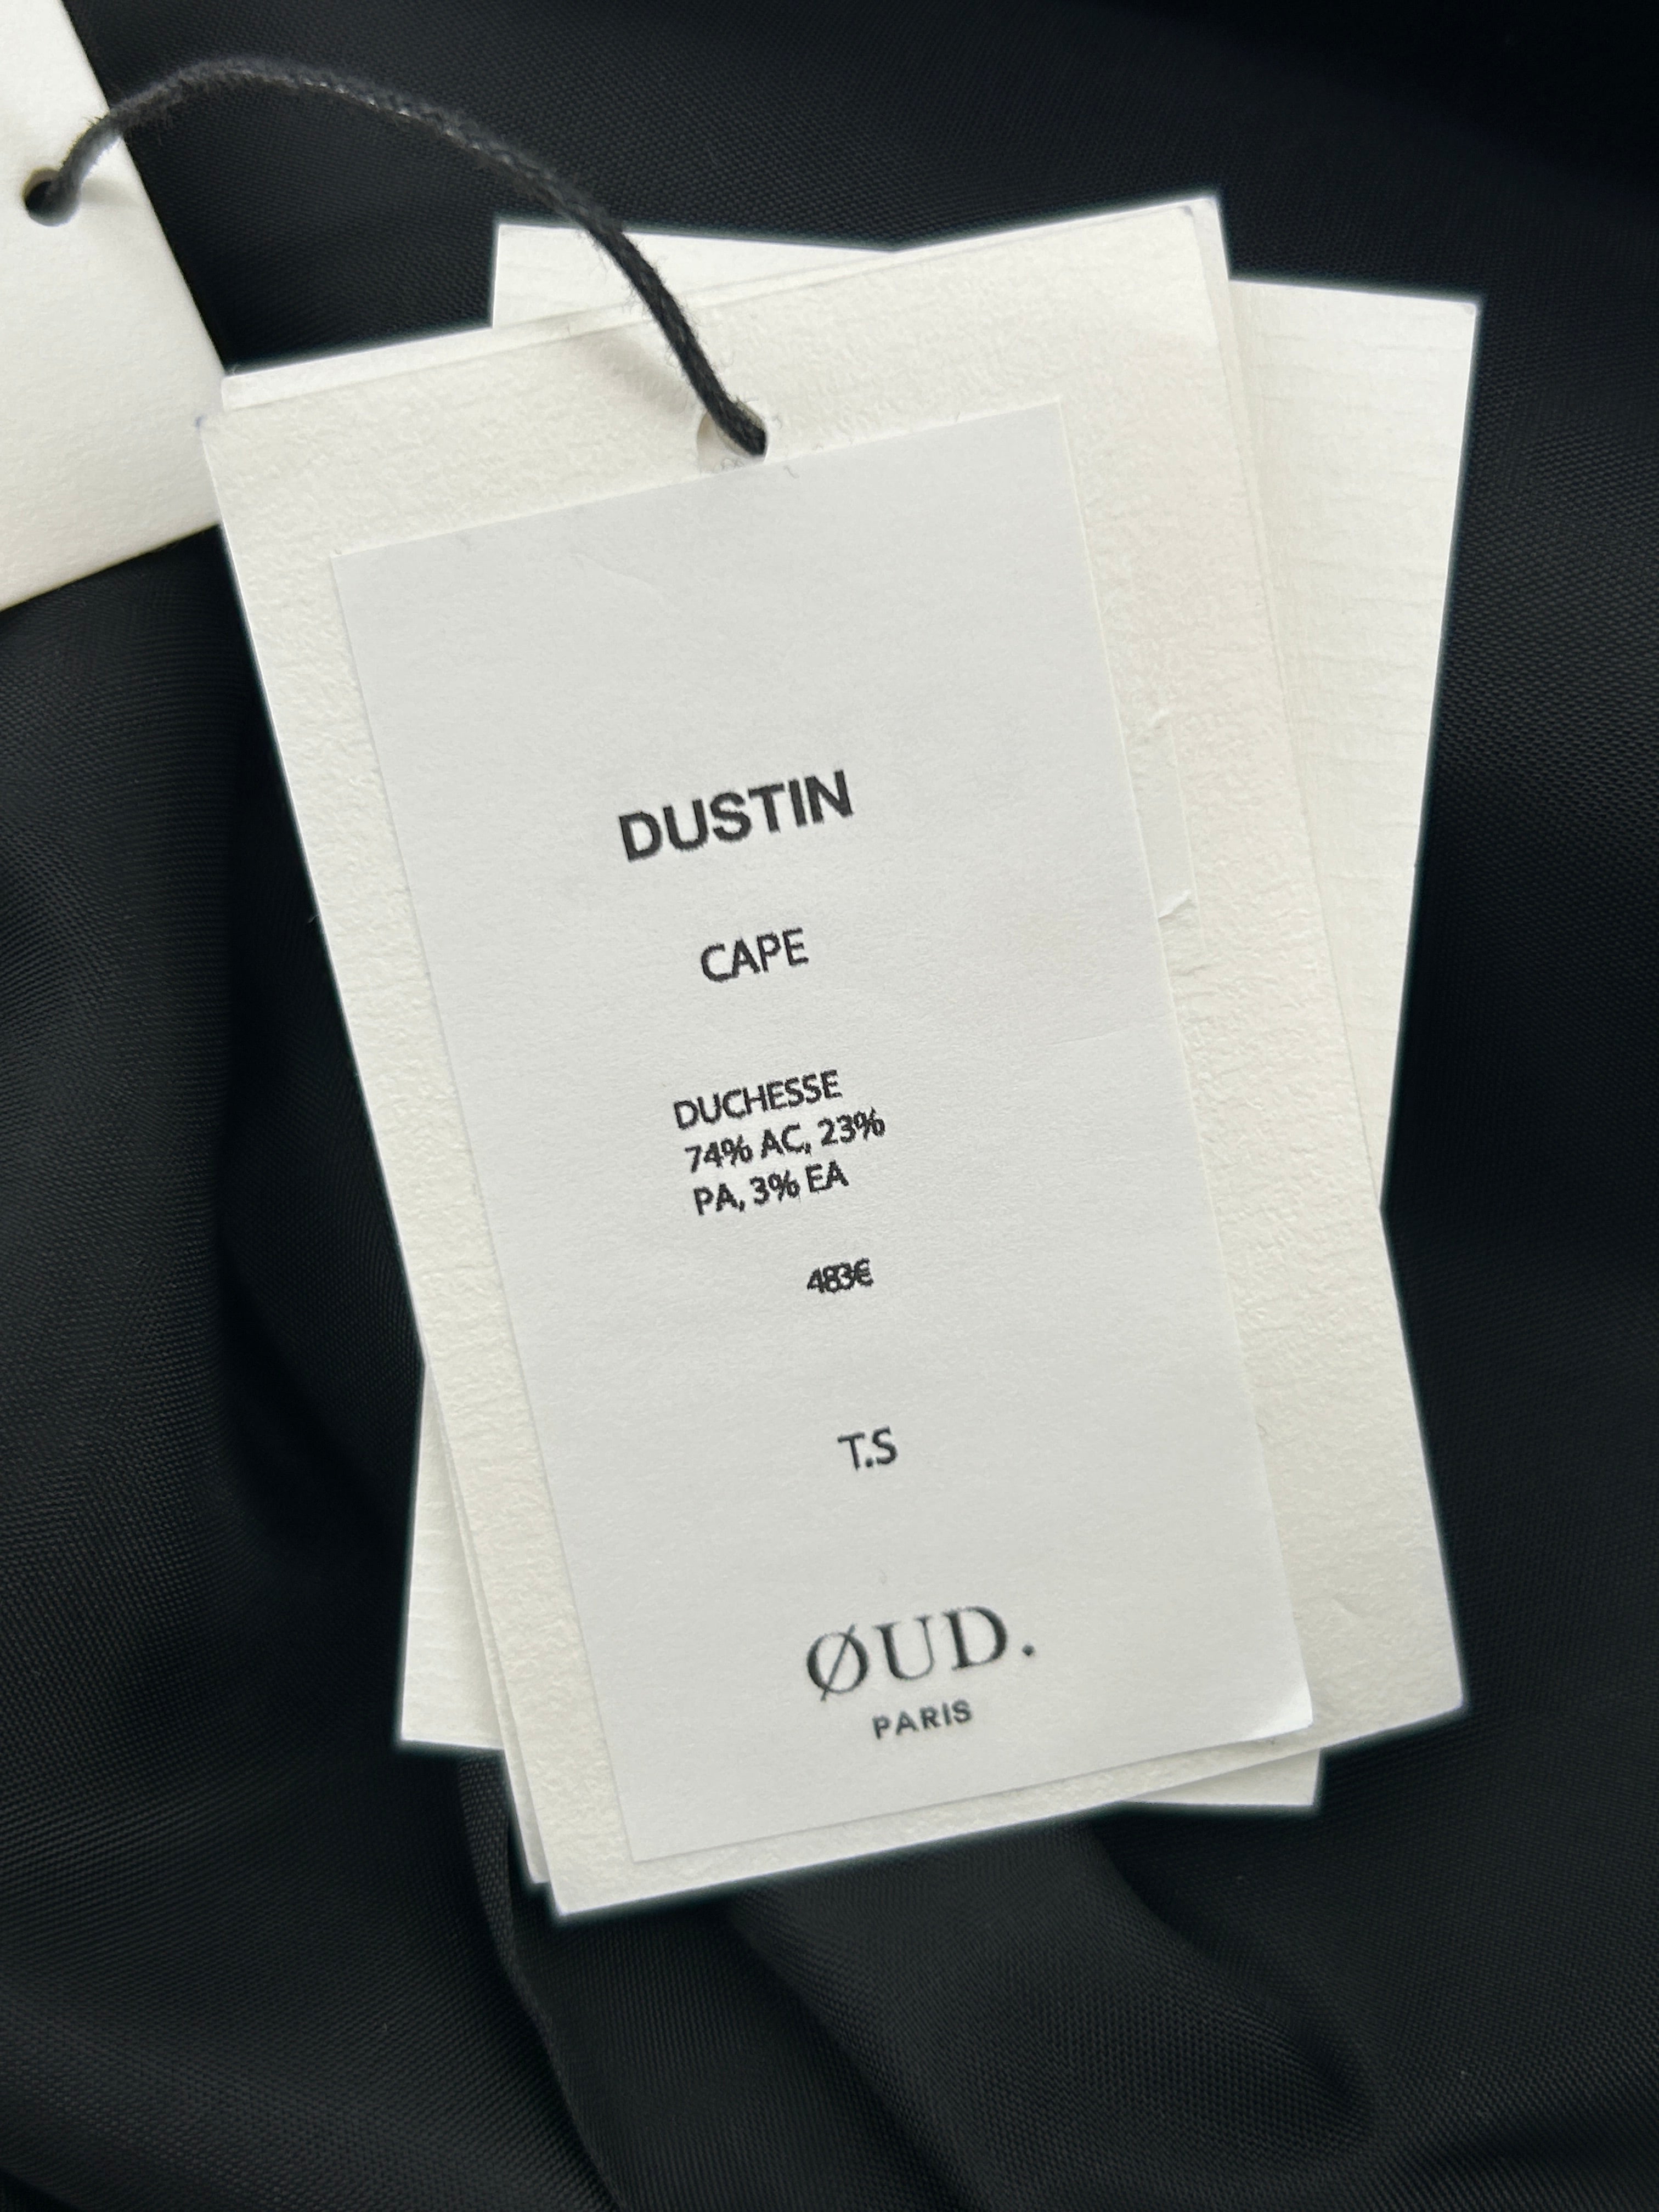 DUSTIN
CAPE
DUCHESSE
74% AC, 23%
PA, 3% EA
483€
T.S
ØUD.
PARIS